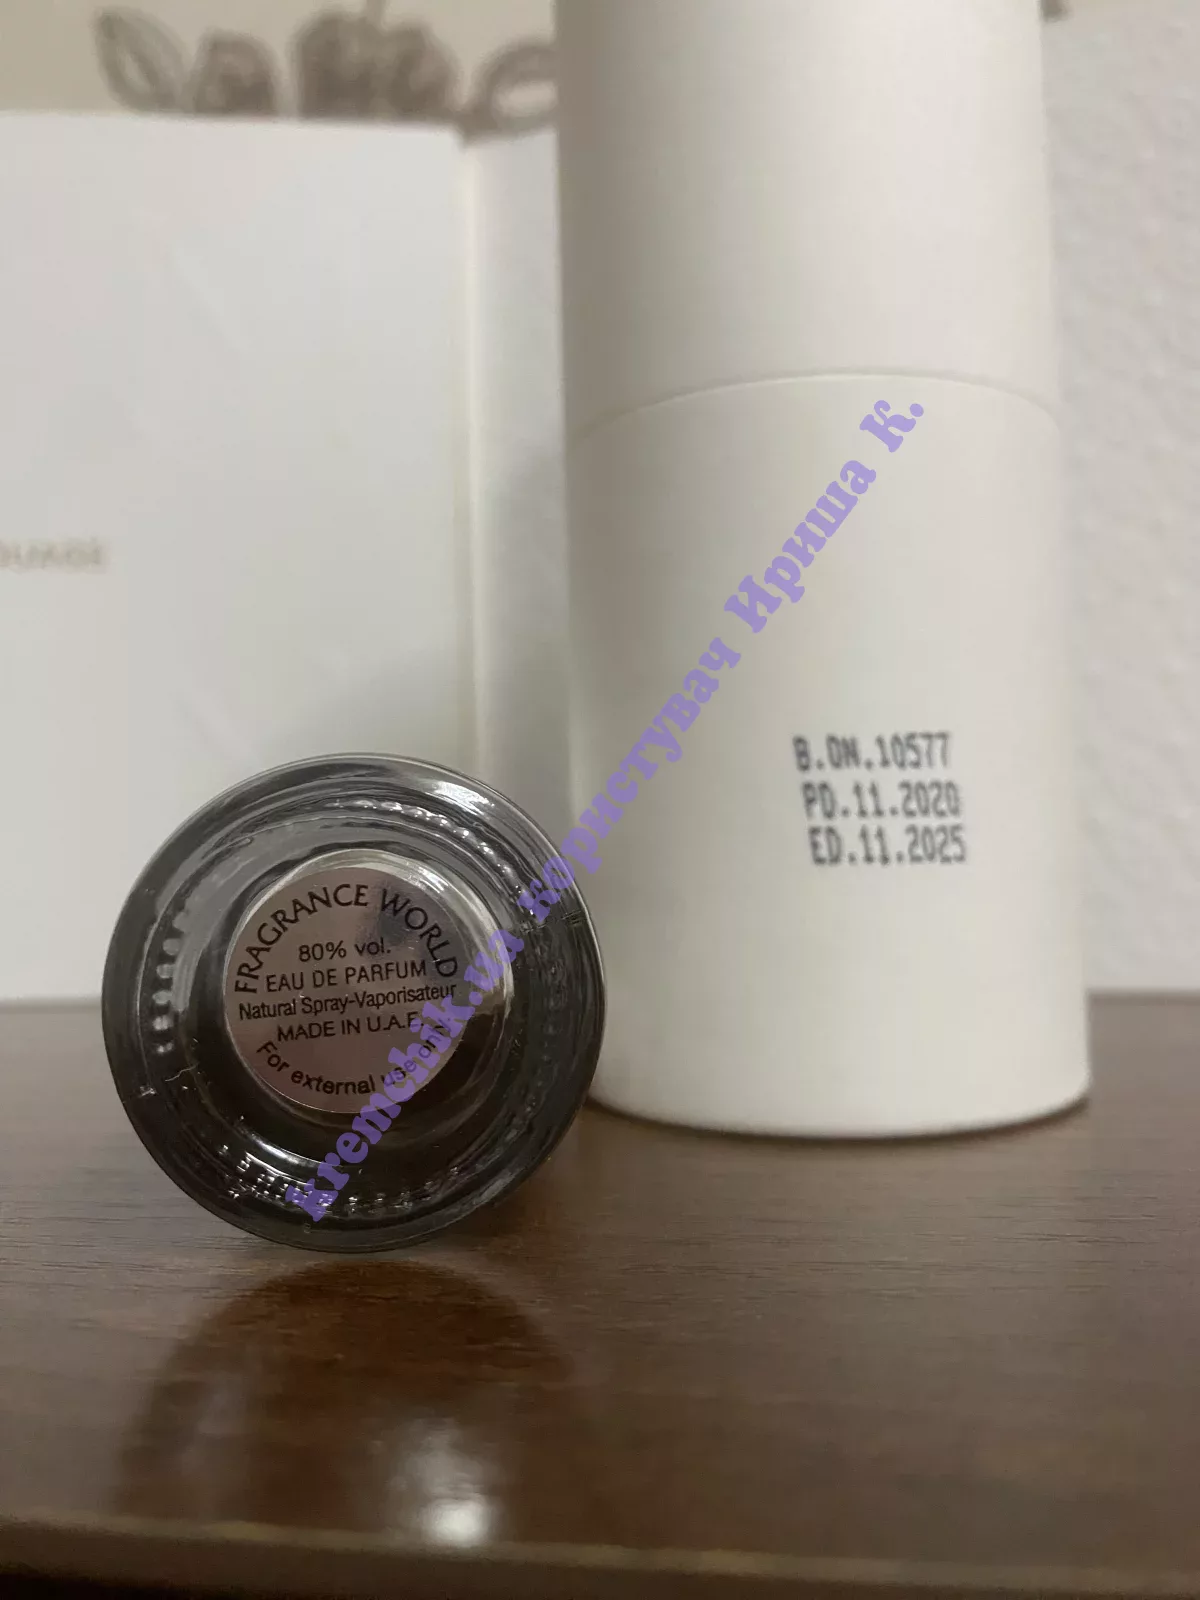 B.ON.10577
PD.11.2020
ED.11.2025
FRAGRANCE WORLD
80% vol.
EAU DE PARFUM
Natural Spray-Vaporisateur
MADE IN U.A.E.
For external use only
kremchik.ua користувач Ириша К.